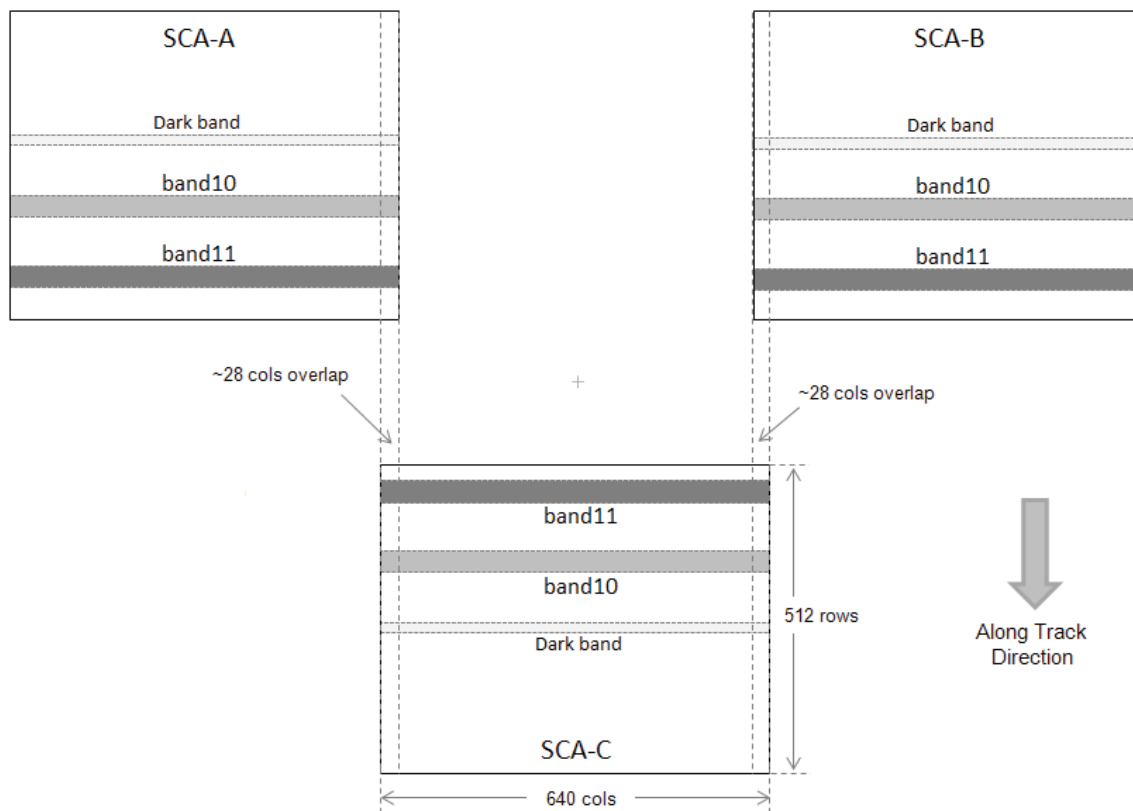 SCA-A
Dark band
band10
band11
SCA-B
Dark band
band10
band11
~28 cols overlap
~28 cols overlap
band11
band10
Dark band
SCA-C
512 rows
640 cols
Along Track
Direction